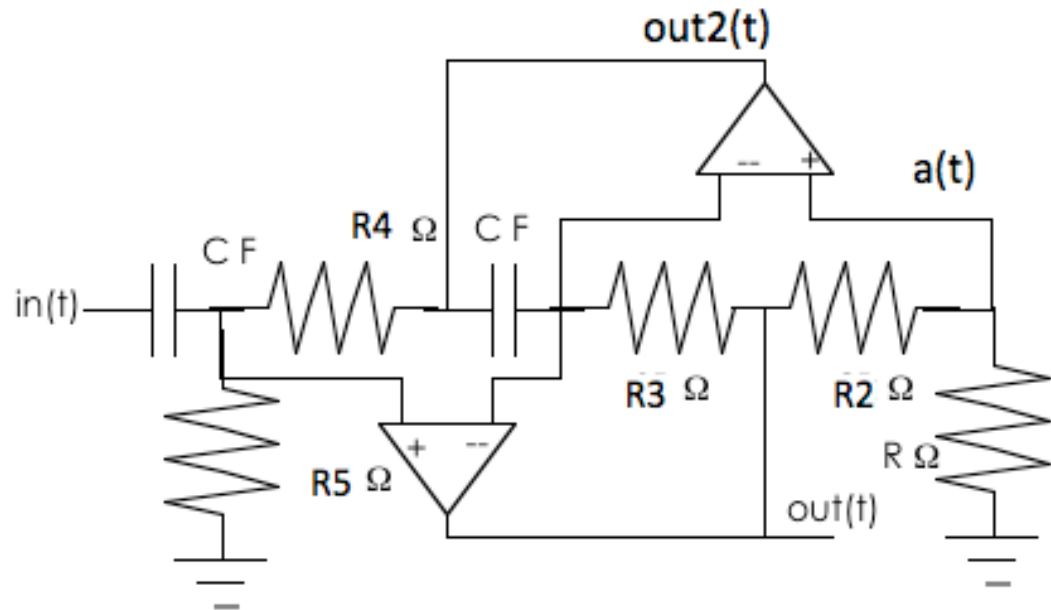 out2(t)
-- +
a(t)
R4 Ω
C F
C F
in(t)
R3 Ω
R2 Ω
+ --
R Ω
R5 Ω
out(t)